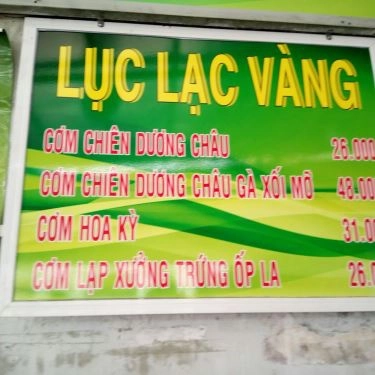 LỤC LẠC VÀNG
CƠM CHIÊN DƯƠNG CHÂU 26.000
CƠM CHIÊN DƯƠNG CHÂU GÀ XỐI MỠ 48.00
CƠM HOA KỲ 31.00
CƠM LẠP XƯỞNG TRỨNG ỐP LA 26.0